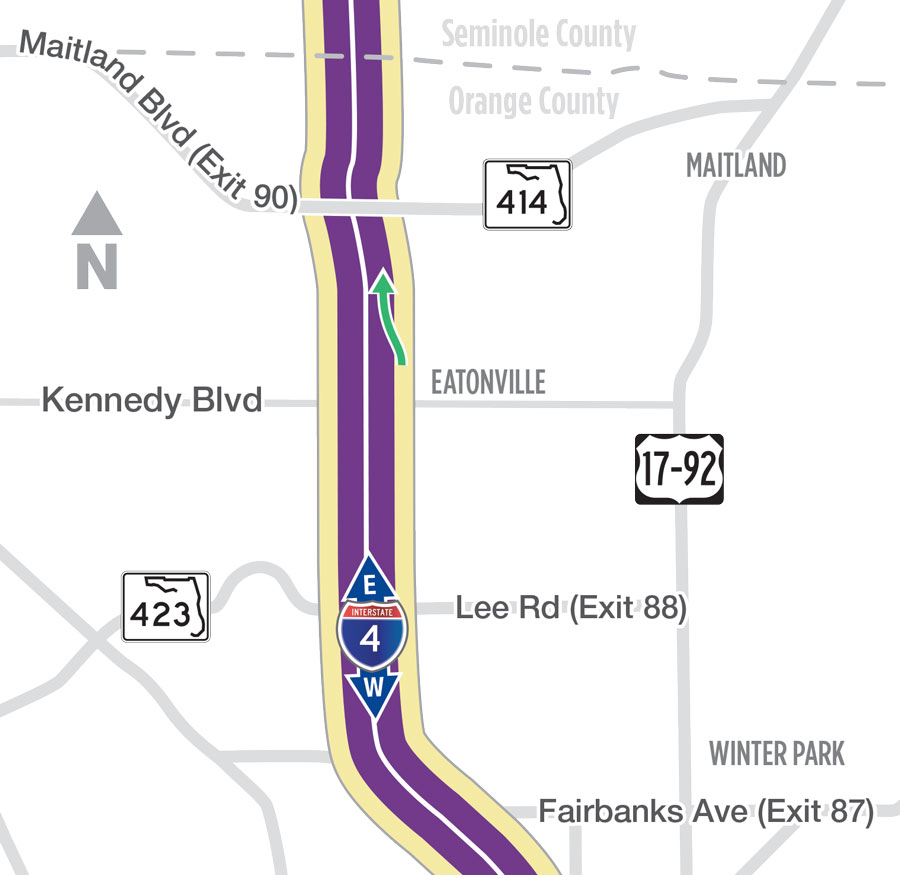 Seminole County
Maitland Blvd (Exit 90)
Orange County
MAITLAND
414
N
EATONVILLE
Kennedy Blvd
17-92
E
423
INTERSTATE
4
Lee Rd (Exit 88)
W
WINTER PARK
Fairbanks Ave (Exit 87)